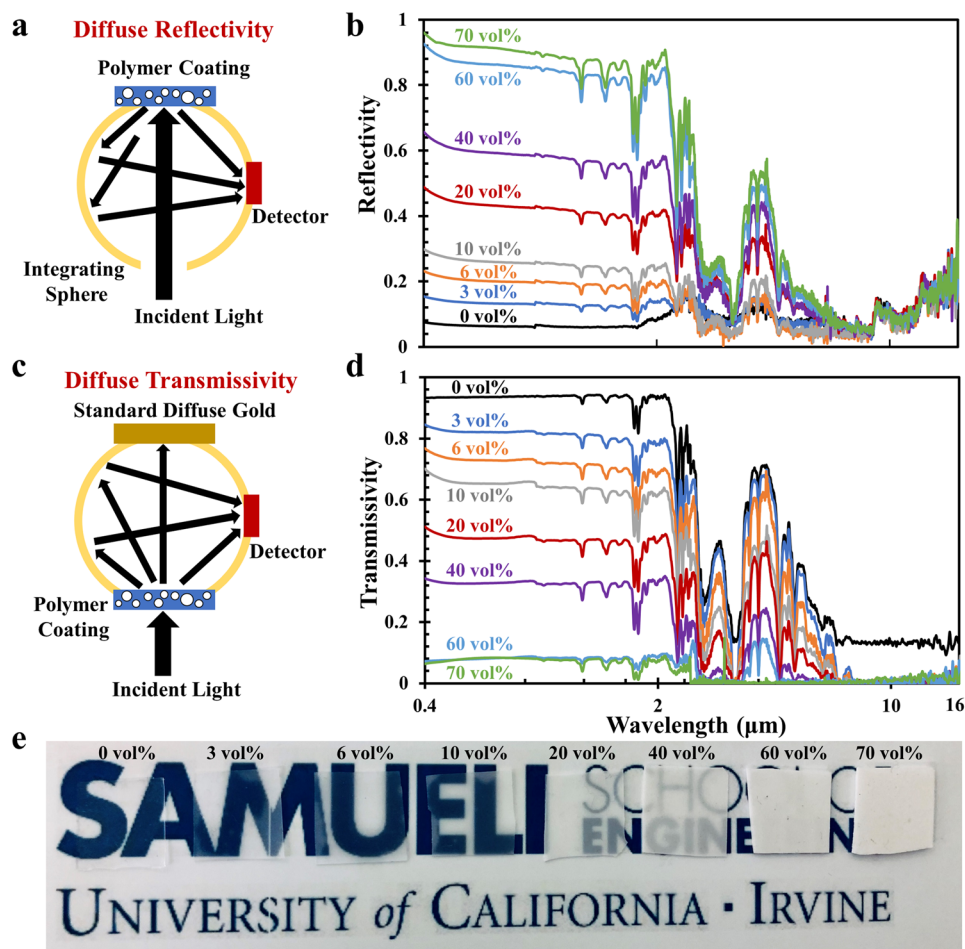 a
Diffuse Reflectivity
Polymer Coating
Detector
Integrating
Sphere
Incident Light
b
1
0.8
0.6
0.4
0.2
0
Reflectivity
70 vol%
60 vol%
40 vol%
20 vol%
10 vol%
6 vol%
3 vol%
0 vol%
0.4
2
10
16
c
Diffuse Transmissivity
Standard Diffuse Gold
Detector
Polymer
Coating
Incident Light
d
1
0.8
0.6
0.4
0.2
0
Transmissivity
0 vol%
3 vol%
6 vol%
10 vol%
20 vol%
40 vol%
60 vol%
70 vol%
0.4
2
10
16
Wavelength (μm)
e
0 vol% 3 vol% 6 vol% 10 vol% 20 vol% 40 vol% 60 vol% 70 vol%
SAMUELI
UNIVERSITY of CALIFORNIA · IRVINE